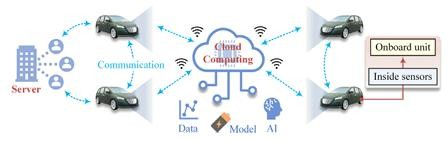 Cloud
Computing
Onboard unit
Inside sensors
Communication
Server
Data
Model
AI